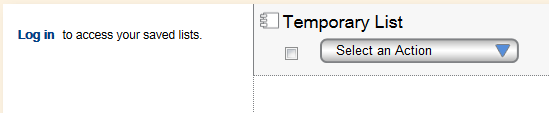 Log in to access your saved lists.
Temporary List
Select an Action